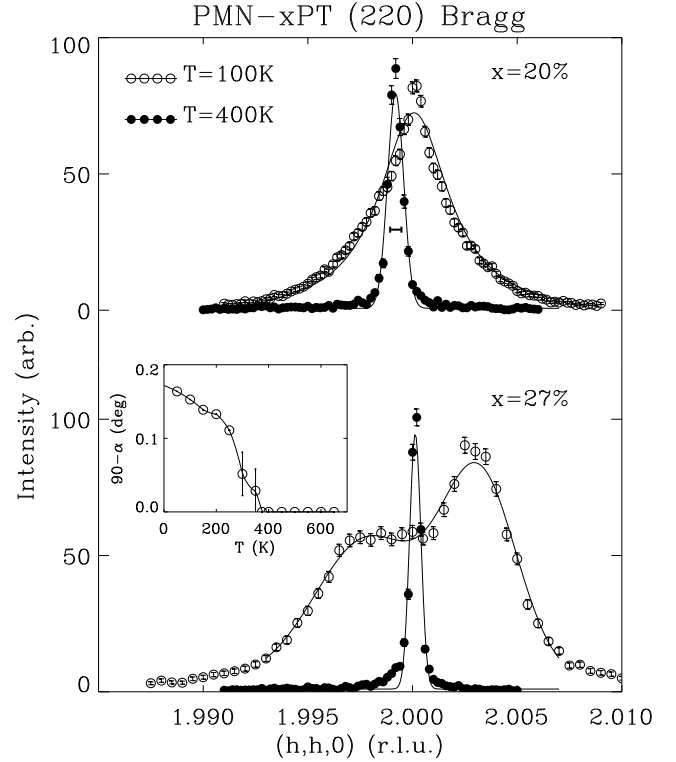 PMN-xPT (220) Bragg
100
x=20%
T=100K
T=400K
50
0
Intensity (arb.)
0.2
0.1
0.0
90-α (deg)
0 200 400 600
T (K)
x=27%
100
50
0
1.990 1.995 2.000 2.005 2.010
(h,h,0) (r.l.u.)